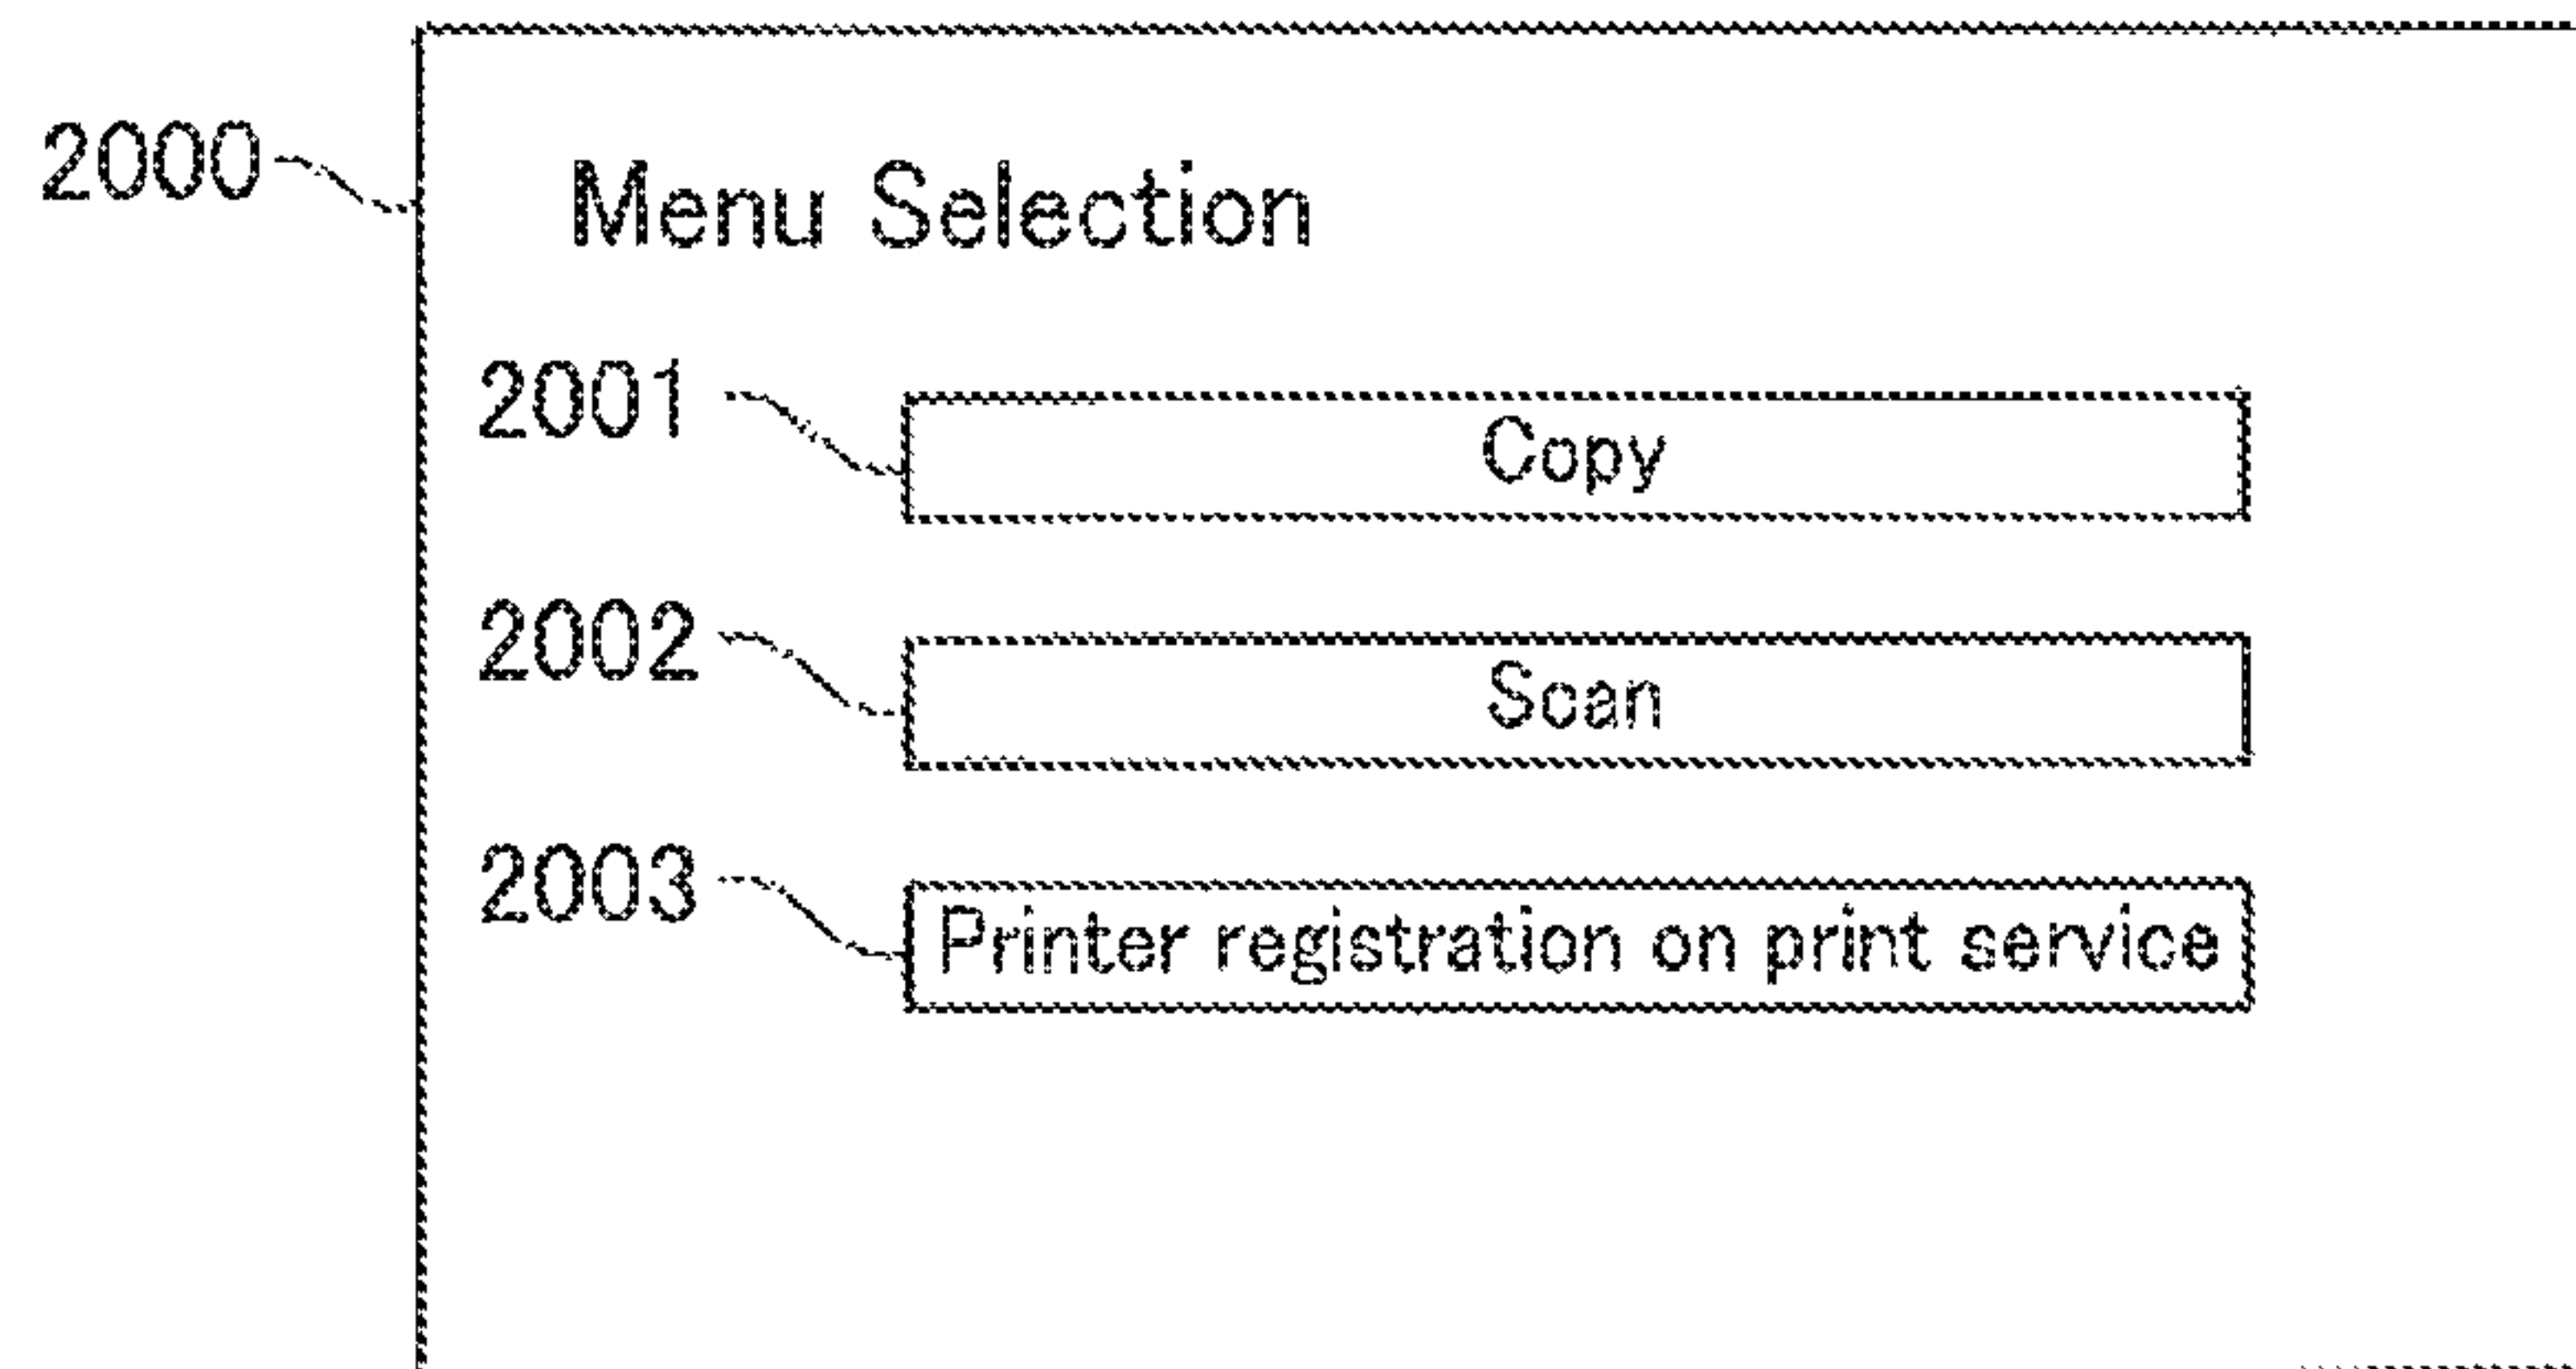 2000
Menu Selection
2001
Copy
2002
Scan
2003
Printer registration on print service